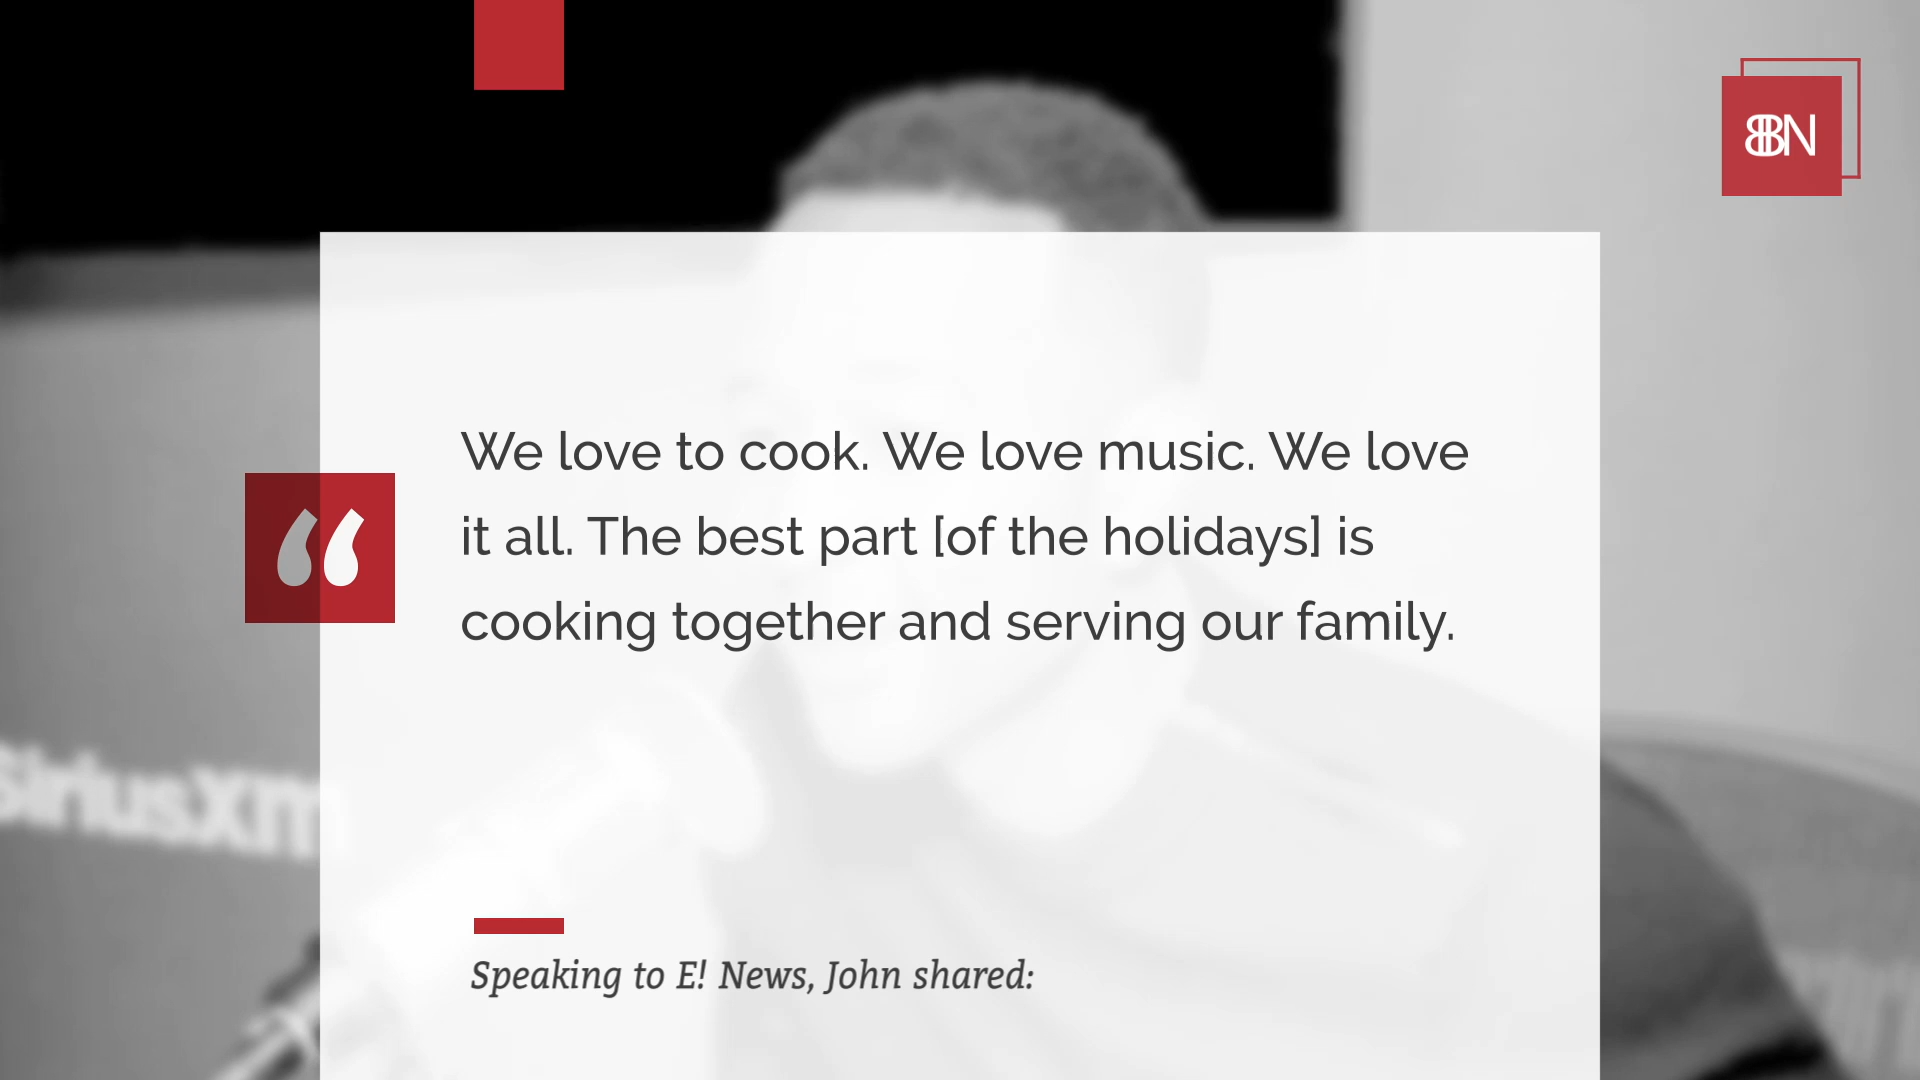 BBN
We love to cook. We love music. We love
it all. The best part [of the holidays] is
cooking together and serving our family.
SiriusXm
Speaking to E! News, John shared: